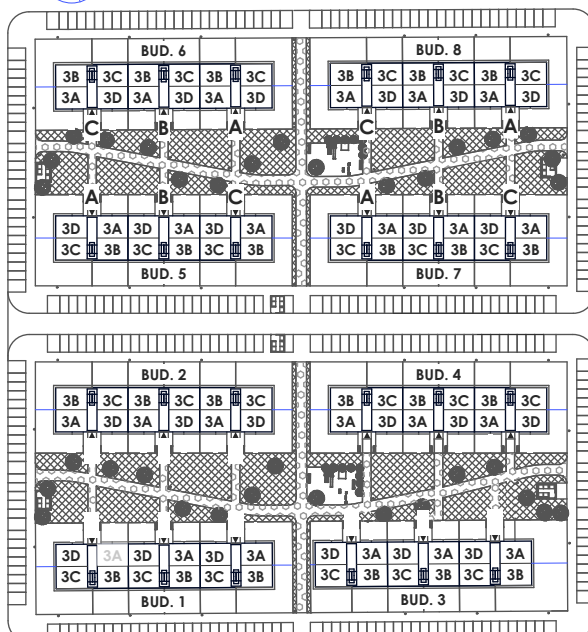 BUD. 6 BUD. 8
3B 3C 3B 3C 3B 3C 3B 3C 3B 3C 3B 3C
3A 3D 3A 3D 3A 3D 3A 3D 3A 3D 3A 3D
C B A C B A
A B C A B C
3D 3A 3D 3A 3D 3A 3D 3A 3D 3A 3D 3A
3C 3B 3C 3B 3C 3B 3C 3B 3C 3B 3C 3B
BUD. 5 BUD. 7
BUD. 2 BUD. 4
3B 3C 3B 3C 3B 3C 3B 3C 3B 3C 3B 3C
3A 3D 3A 3D 3A 3D 3A 3D 3A 3D 3A 3D
3D 3A 3D 3A 3D 3A 3D 3A 3D 3A 3D 3A
3C 3B 3C 3B 3C 3B 3C 3B 3C 3B 3C 3B
BUD. 1 BUD. 3